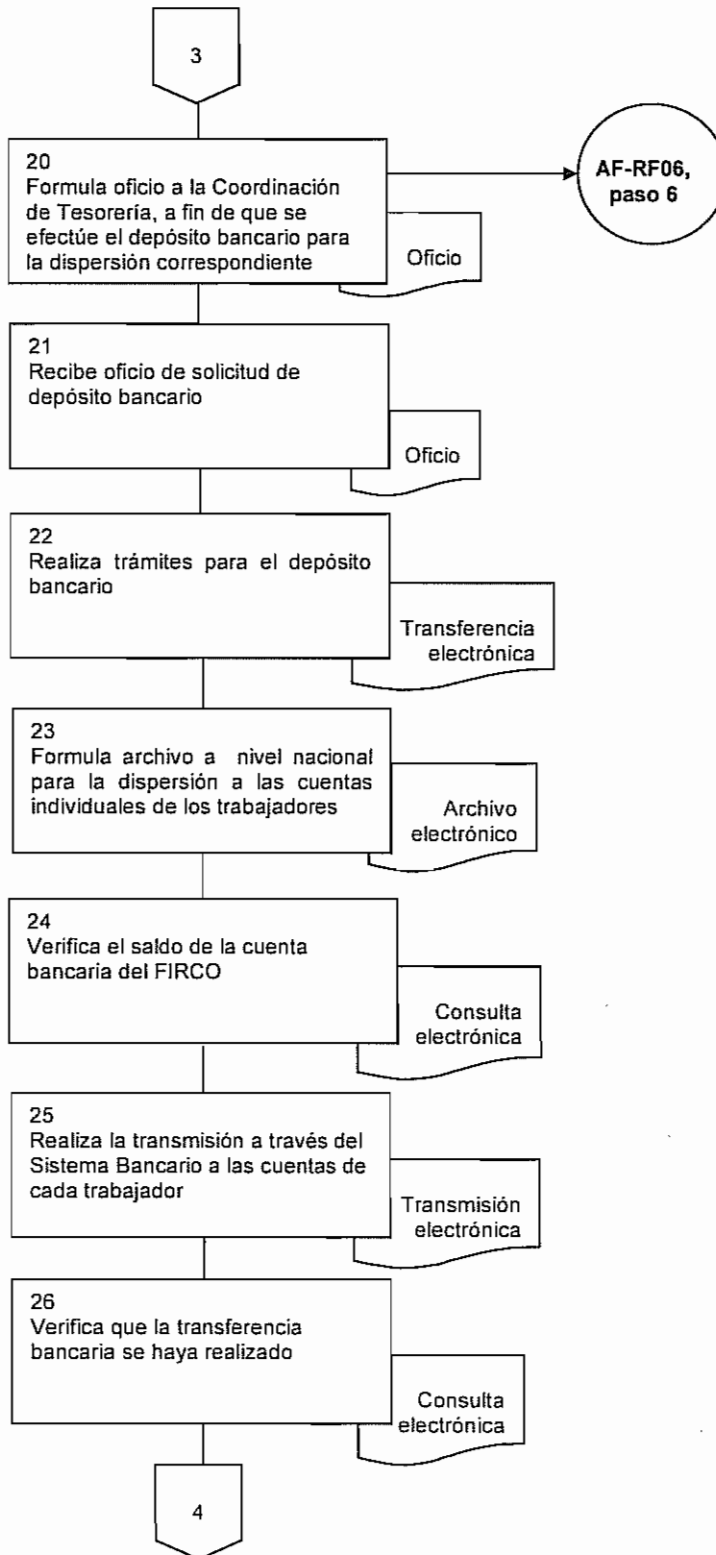 3
20
Formula oficio a la Coordinación
de Tesorería, a fin de que se
efectúe el depósito bancario para
la dispersión correspondiente
AF-RF06,
paso 6
Oficio
21
Recibe oficio de solicitud de
depósito bancario
Oficio
22
Realiza trámites para el depósito
bancario
Transferencia
electrónica
23
Formula archivo a nivel nacional
para la dispersión a las cuentas
individuales de los trabajadores
Archivo
electrónico
24
Verifica el saldo de la cuenta
bancaria del FIRCO
Consulta
electrónica
25
Realiza la transmisión a través del
Sistema Bancario a las cuentas de
cada trabajador
Transmisión
electrónica
26
Verifica que la transferencia
bancaria se haya realizado
Consulta
electrónica
4